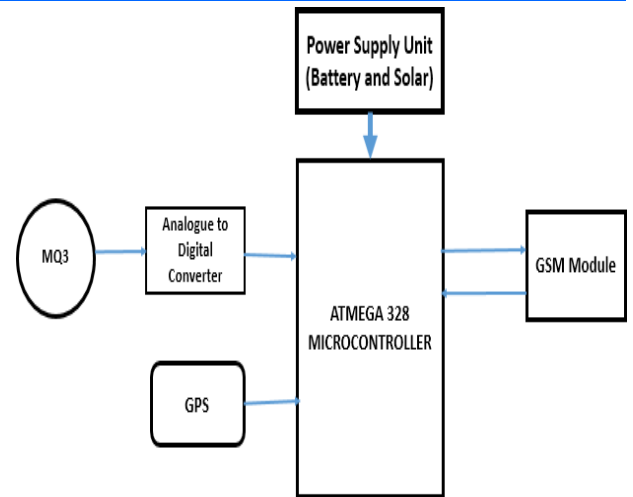 Power Supply Unit
(Battery and Solar)
MQ3
Analogue to
Digital
Converter
GSM Module
ATMEGA 328
MICROCONTROLLER
GPS